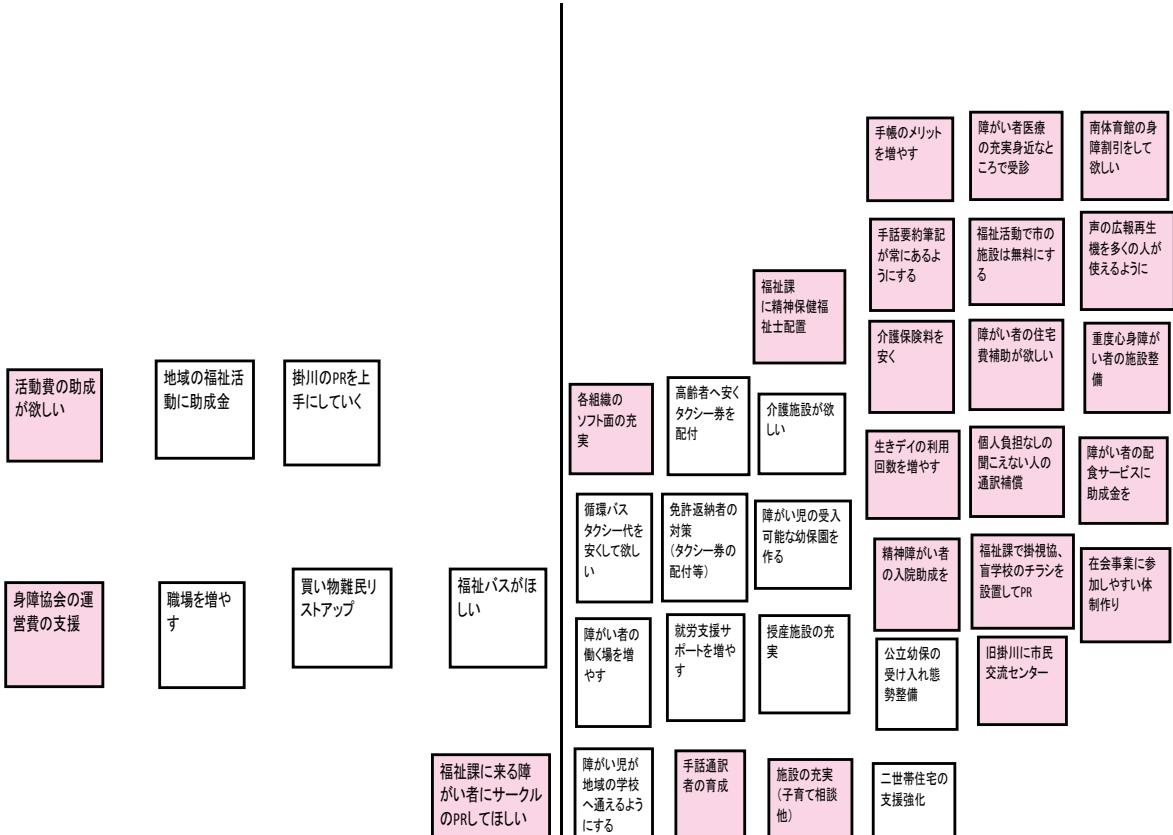 手帳のメリット
を増やす
障がい者医療
の充実身近なと
ころで受診
南体育館の身
障割引をして
欲しい
手話要約筆記
が常にあるよ
うにする
福祉活動で市の
施設は無料にす
る
声の広報再生
機を多くの人が
使えるように
福祉課
に精神保健福
祉士配置
介護保険料を
安く
障がい者の住宅
費補助が欲しい
重度心身障が
い者の施設整
備
活動費の助成
が欲しい
地域の福祉活
動に助成金
掛川のPRを上
手にしていく
各組織の
ソフト面の充
実
高齢者へ安く
タクシー券を
配付
介護施設が欲
しい
生きデイの利用
回数を増やす
個人負担なしの
聞こえない人の
通訳補償
障がい者の配
食サービスに
助成金を
循環バス
タクシー代を
安くして欲し
い
免許返納者の
対策
（タクシー券の
配付等）
障がい児の受入
可能な幼保園を
作る
精神障がい者
の入院助成を
福祉課で掛視協、
盲学校のチラシを
設置してPR
在会事業に参
加しやすい体
制作り
身障協会の運
営費の支援
職場を増や
す
買い物難民リ
ストアップ
福祉バスがほ
しい
障がい者の
働く場を増
やす
就労支援サ
ポートを増や
す
授産施設の充
実
公立幼保の
受け入れ態
勢整備
旧掛川に市民
交流センター
福祉課に来る障
がい者にサークル
のPRしてほしい
障がい児が
地域の学校
へ通えるよう
にする
手話通訳
者の育成
施設の充実
（子育て相談
他）
二世帯住宅の
支援強化